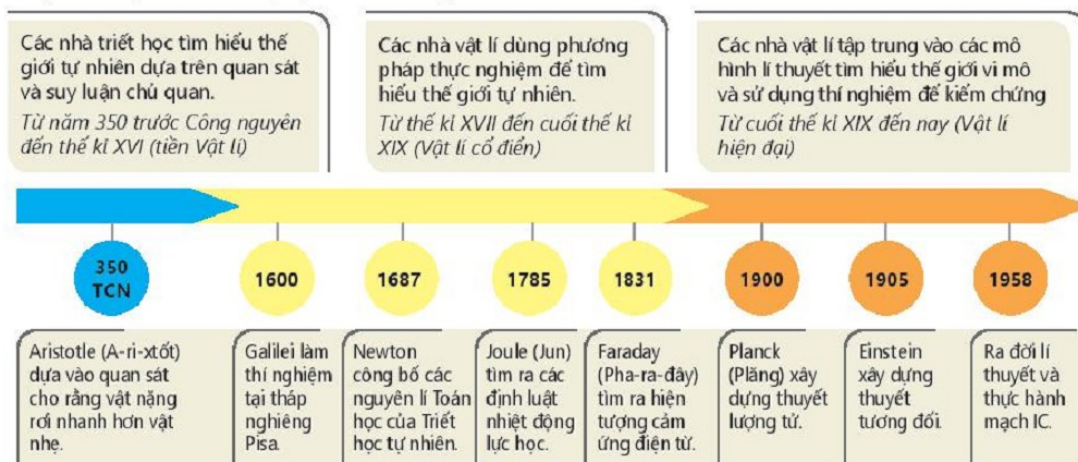 Các nhà triết học tìm hiểu thế
giới tự nhiên dựa trên quan sát
và suy luận chủ quan.
Từ năm 350 trước Công nguyên
đến thế kỉ XVI (tiền Vật lí)
Các nhà vật lí dùng phương
pháp thực nghiệm để tìm
hiểu thế giới tự nhiên.
Từ thế kỉ XVII đến cuối thế kỉ
XIX (Vật lí cổ điển)
Các nhà vật lí tập trung vào các mô
hình lí thuyết tìm hiểu thế giới vi mô
và sử dụng thí nghiệm để kiểm chứng
Từ cuối thế kỉ XIX đến nay (Vật lí
hiện đại)
350
TCN
1600
1687
1785
1831
1900
1905
1958
Aristotle (A-ri-xtốt)
dựa vào quan sát
cho rằng vật nặng
rơi nhanh hơn vật
nhẹ.
Galilei làm
thí nghiệm
tại tháp
nghiêng
Pisa.
Newton
công bố các
nguyên lí Toán
học của Triết
học tự nhiên.
Joule (Jun)
tìm ra các
định luật
nhiệt động
lực học.
Faraday
(Pha-ra-đây)
tìm ra hiện
tượng cảm
ứng điện từ.
Planck
(Plăng) xây
dựng thuyết
lượng tử.
Einstein
xây dựng
thuyết
tương đối.
Ra đời lí
thuyết và
thực hành
mạch IC.